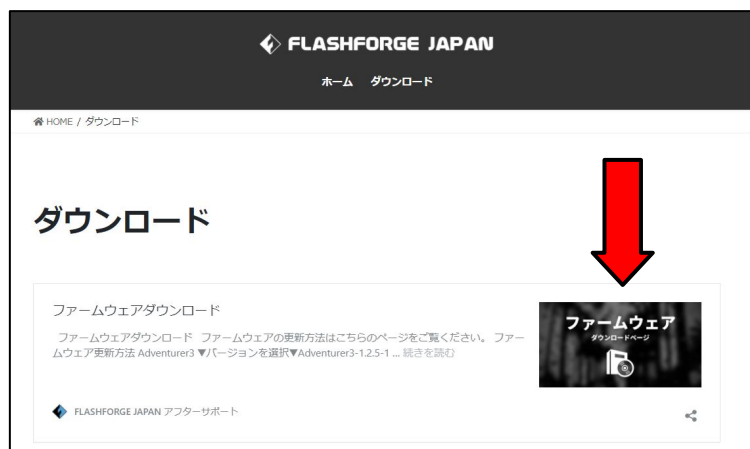 FLASHFORGE JAPAN
ホーム ダウンロード
HOME / ダウンロード
ダウンロード
ファームウェアダウンロード
ファームウェアダウンロード ファームウェアの更新方法はこちらのページをご覧ください。 ファー
ムウェア更新方法 Adventurer3 ▼バージョンを選択▼Adventurer3-1.2.5-1 ... 続きを読む
ファームウェア
ダウンロードページ
FLASHFORGE JAPAN アフターサポート